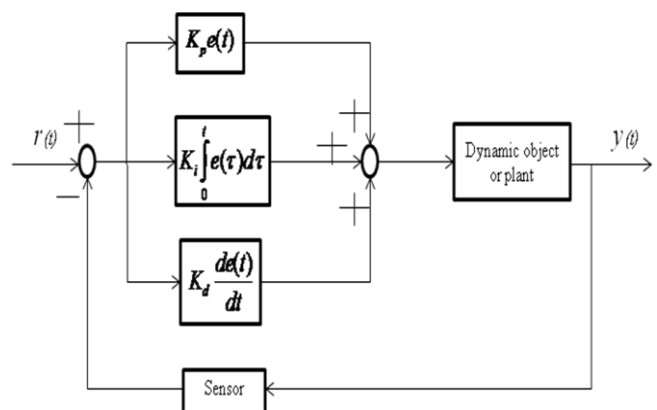 K_p e(t)
r(t)
+
−
K_i ∫_0^t e(τ)dτ
+
+
+
Dynamic object
or plant
y(t)
K_d de(t)/dt
Sensor